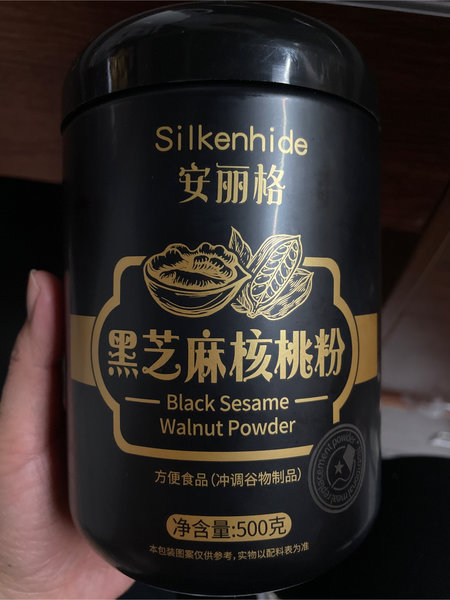 Silkenhide
安丽格
黑芝麻核桃粉
Black Sesame
Walnut Powder
方便食品(冲调谷物制品)
净含量:500克
本包装图案仅供参考,实物以配料表为准